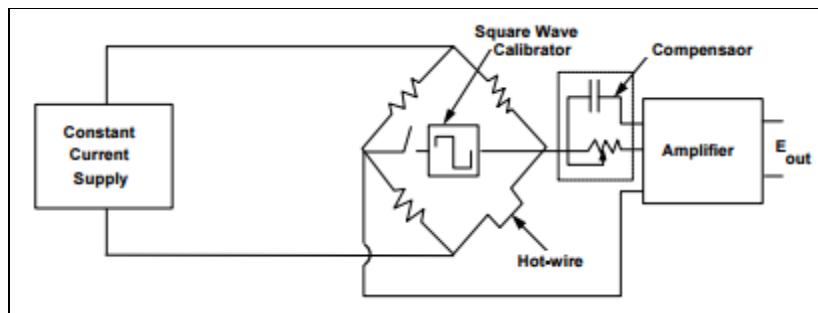 Square Wave
Calibrator
Compensaor
Constant
Current
Supply
Amplifier
E
out
Hot-wire